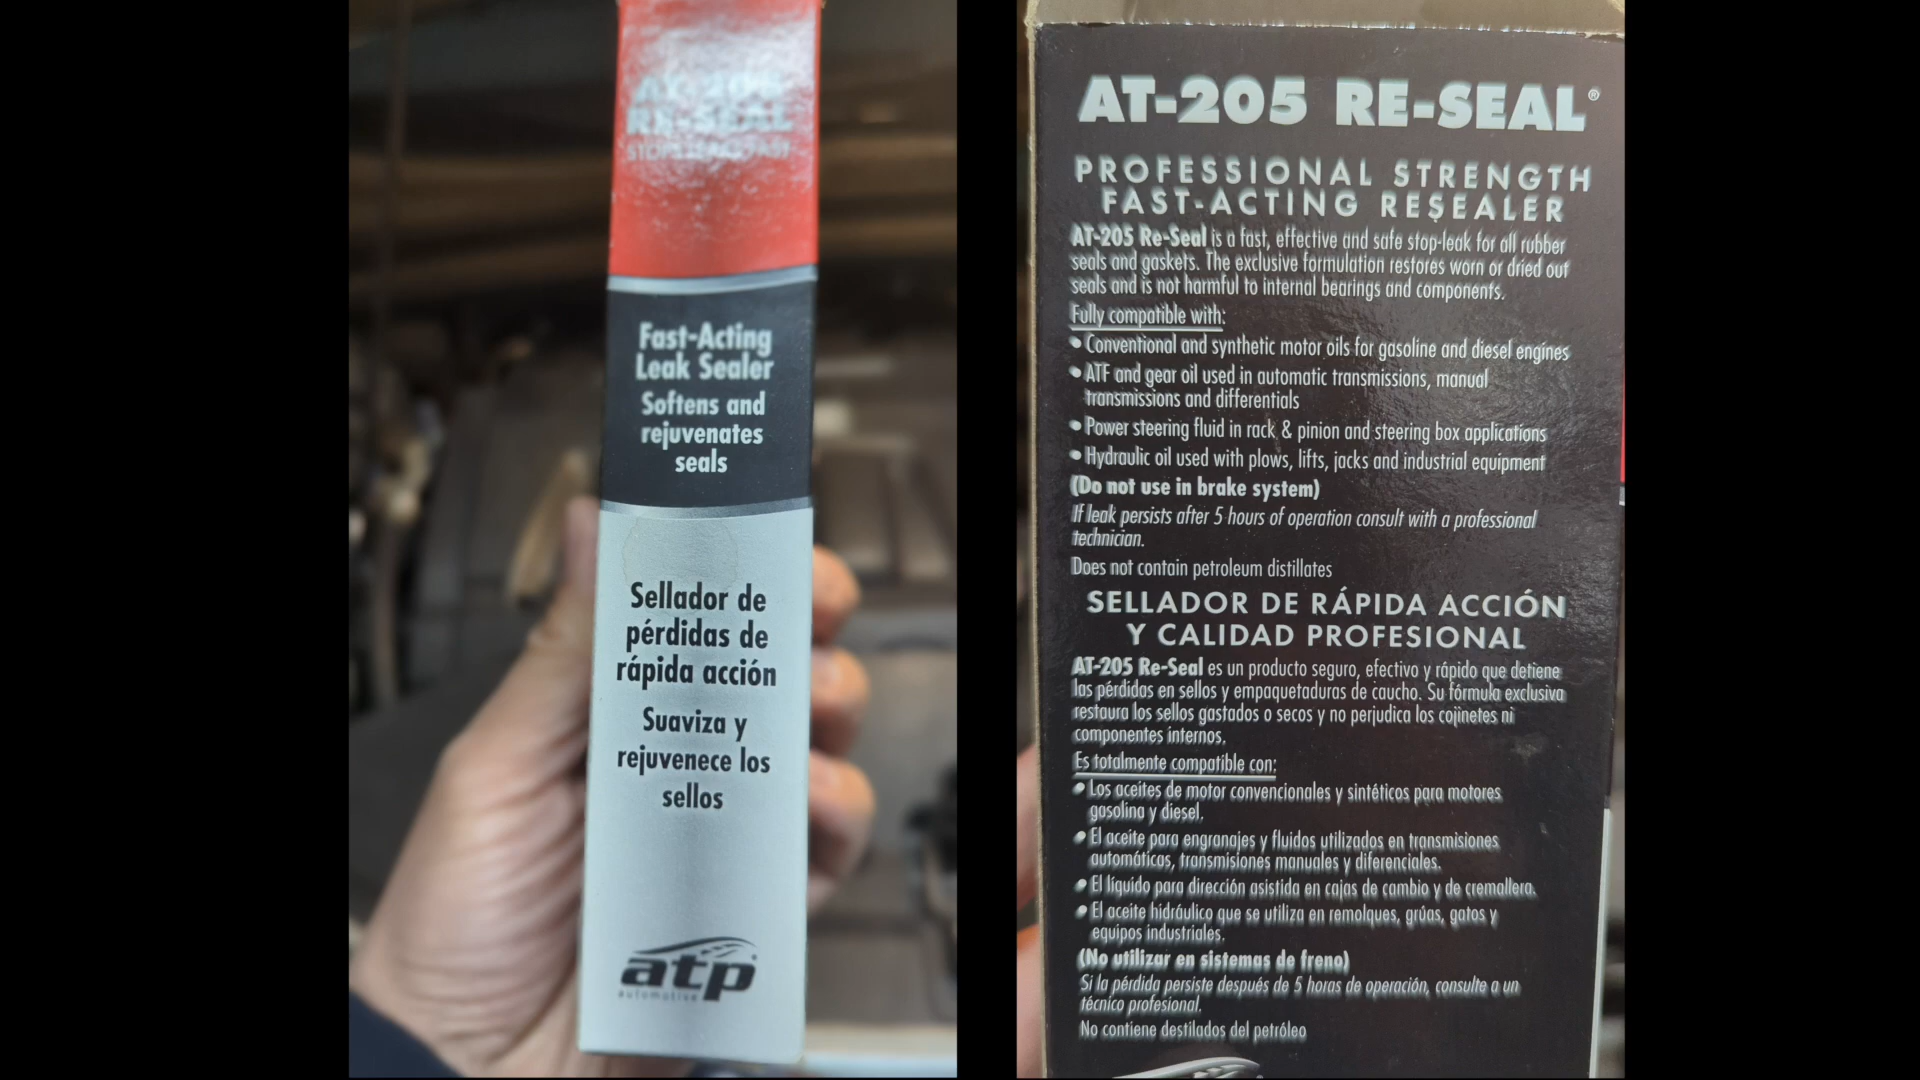 AT-205
RE-SEAL
STOPS LEAKS FAST
Fast-Acting
Leak Sealer
Softens and
rejuvenates
seals
Sellador de
pérdidas de
rápida acción
Suaviza y
rejuvenece los
sellos
atp
automotive
AT-205 RE-SEAL®
PROFESSIONAL STRENGTH
FAST-ACTING RESEALER
AT-205 Re-Seal is a fast, effective and safe stop-leak for all rubber
seals and gaskets. The exclusive formulation restores worn or dried out
seals and is not harmful to internal bearings and components.
Fully compatible with:
• Conventional and synthetic motor oils for gasoline and diesel engines
• ATF and gear oil used in automatic transmissions, manual
transmissions and differentials
• Power steering fluid in rack & pinion and steering box applications
• Hydraulic oil used with plows, lifts, jacks and industrial equipment
(Do not use in brake system)
If leak persists after 5 hours of operation consult with a professional
technician.
Does not contain petroleum distillates
SELLADOR DE RÁPIDA ACCIÓN
Y CALIDAD PROFESIONAL
AT-205 Re-Seal es un producto seguro, efectivo y rápido que detiene
las pérdidas en sellos y empaquetaduras de caucho. Su fórmula exclusiva
restaura los sellos gastados o secos y no perjudica los cojinetes ni
componentes internos.
Es totalmente compatible con:
• Los aceites de motor convencionales y sintéticos para motores
gasolina y diesel.
• El aceite para engranajes y fluidos utilizados en transmisiones
automáticas, transmisiones manuales y diferenciales.
• El líquido para dirección asistida en cajas de cambio y de cremallera.
• El aceite hidráulico que se utiliza en remolques, grúas, gatos y
equipos industriales.
(No utilizar en sistemas de freno)
Si la pérdida persiste después de 5 horas de operación, consulte a un
técnico profesional.
No contiene destilados del petróleo